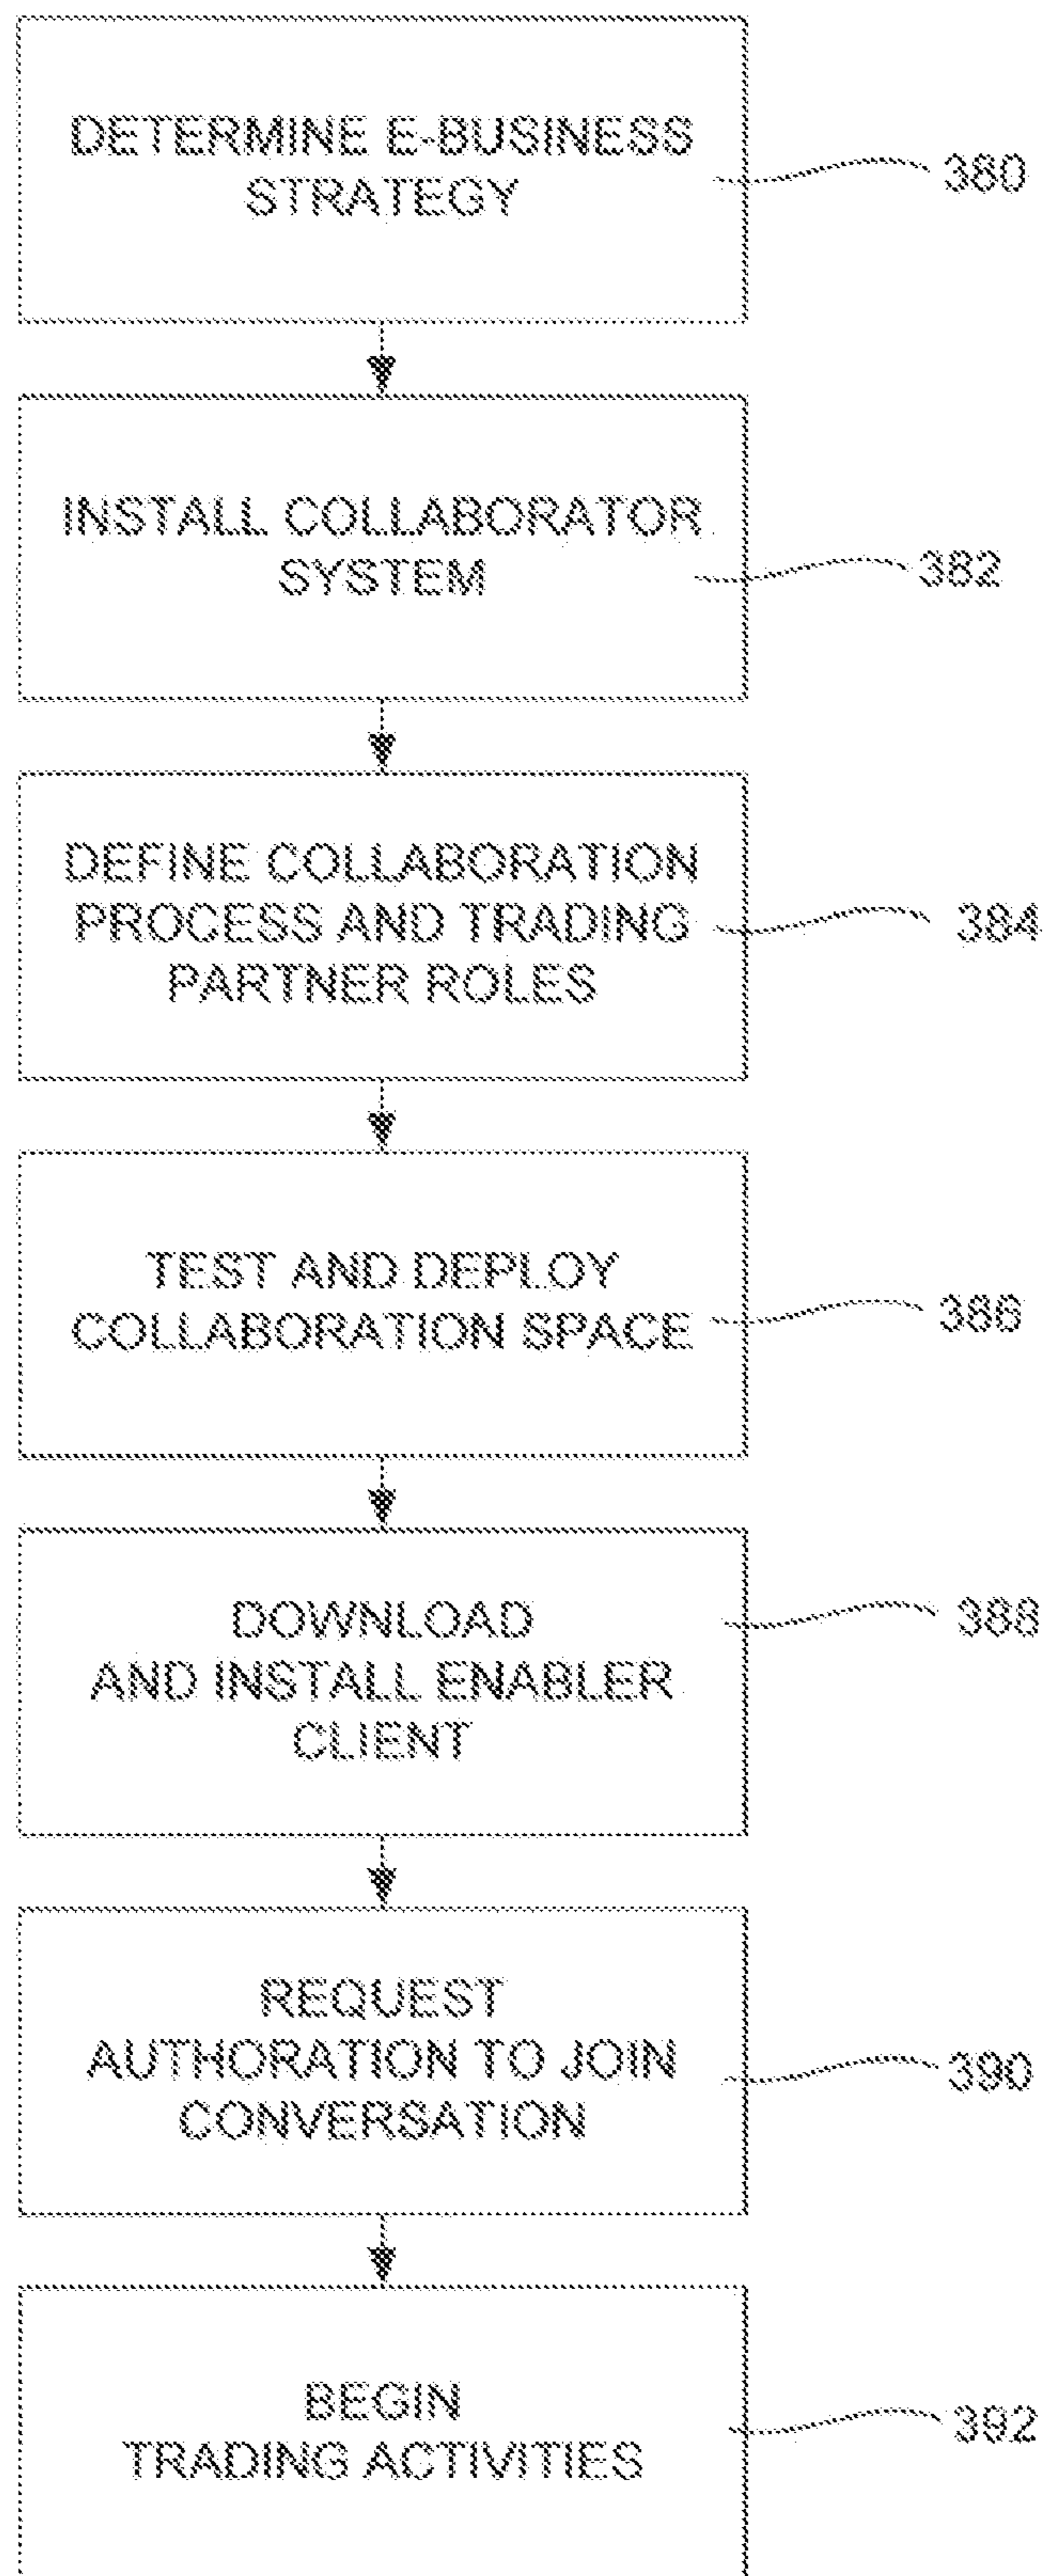 DETERMINE E-BUSINESS
STRATEGY
380
INSTALL COLLABORATOR
SYSTEM
382
DEFINE COLLABORATION
PROCESS AND TRADING
PARTNER ROLES
384
TEST AND DEPLOY
COLLABORATION SPACE
386
DOWNLOAD
AND INSTALL ENABLER
CLIENT
388
REQUEST
AUTHORATION TO JOIN
CONVERSATION
390
BEGIN
TRADING ACTIVITIES
392